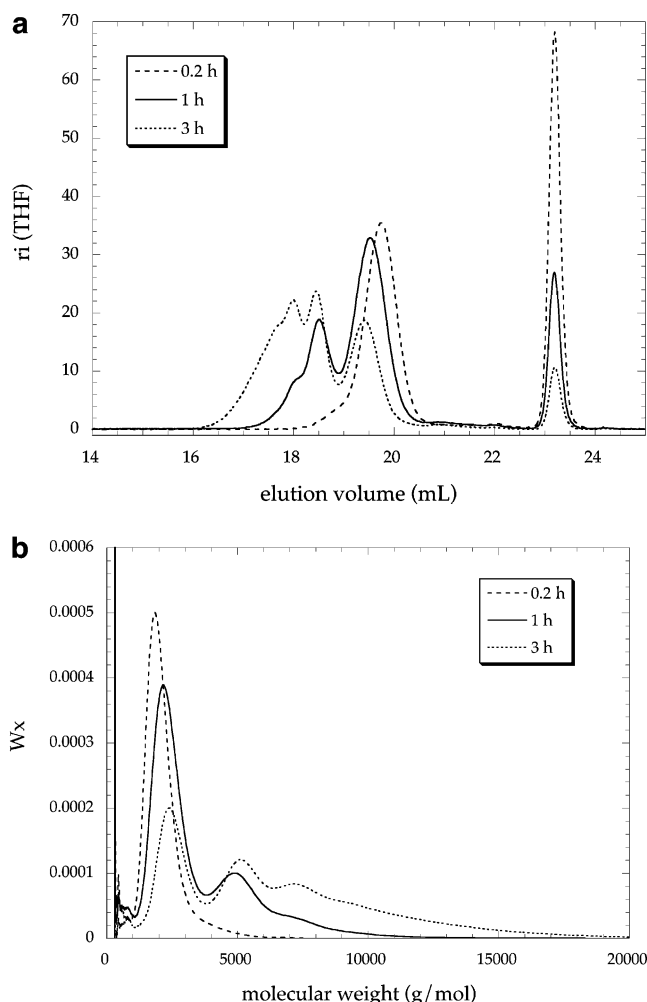 a
70
60
50
40
30
20
10
0
ri (THF)
0.2 h
1 h
3 h
14 16 18 20 22 24
elution volume (mL)
b
0.0006
0.0005
0.0004
0.0003
0.0002
0.0001
0
Wx
0.2 h
1 h
3 h
0 5000 10000 15000 20000
molecular weight (g/mol)